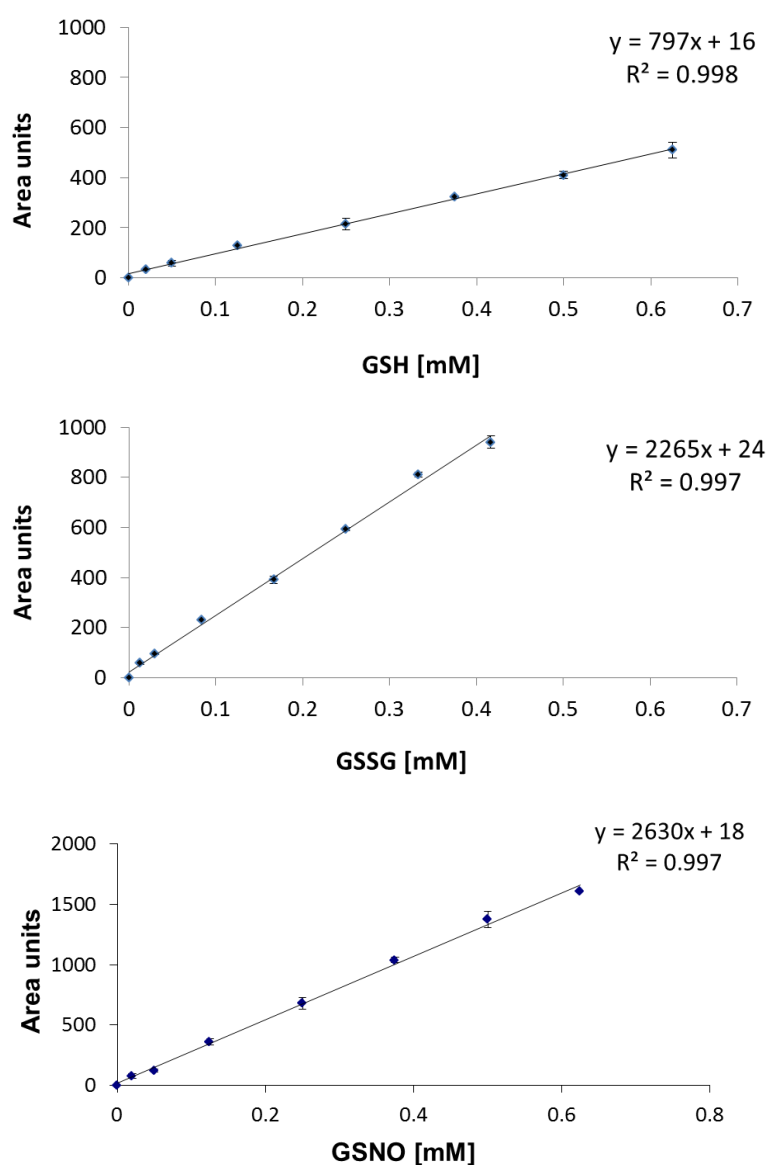 y = 797x + 16
R² = 0.998
1000
800
600
400
200
0
Area units
0 0.1 0.2 0.3 0.4 0.5 0.6 0.7
GSH [mM]
y = 2265x + 24
R² = 0.997
1000
800
600
400
200
0
Area units
0 0.1 0.2 0.3 0.4 0.5 0.6 0.7
GSSG [mM]
y = 2630x + 18
R² = 0.997
2000
1500
1000
500
0
Area units
0 0.2 0.4 0.6 0.8
GSNO [mM]